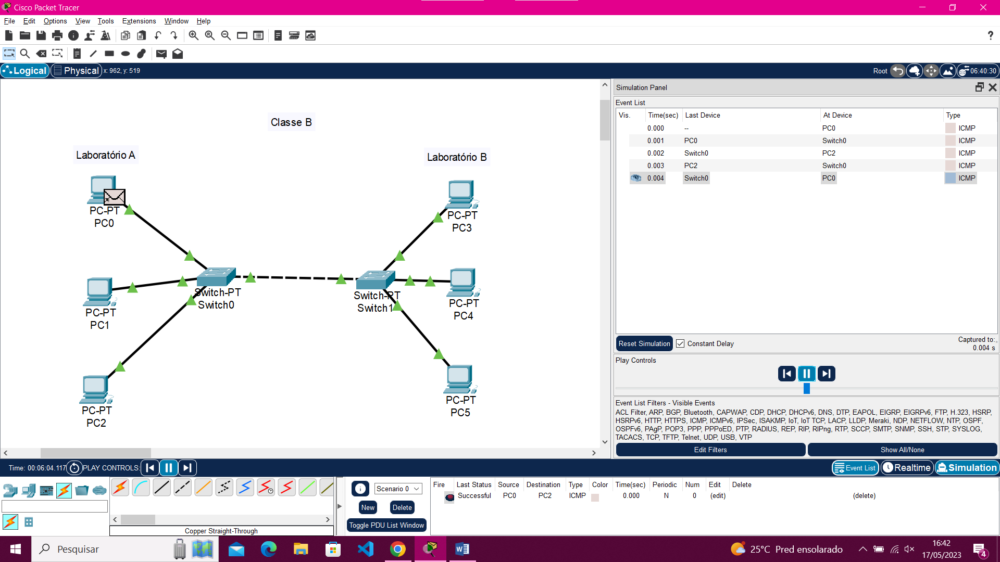 Cisco Packet Tracer
File Edit Options View Tools Extensions Window Help
?
Logical Physical x: 962, y: 519 Root 06:40:30
Classe B
Laboratório A
Laboratório B
PC-PT
PC0
PC-PT
PC3
Switch-PT
Switch0
Switch-PT
Switch1
PC-PT
PC1
PC-PT
PC4
PC-PT
PC2
PC-PT
PC5
Simulation Panel
Event List
Vis. Time(sec) Last Device At Device Type
0.000 -- PC0 ICMP
0.001 PC0 Switch0 ICMP
0.002 Switch0 PC2 ICMP
0.003 PC2 Switch0 ICMP
0.004 Switch0 PC0 ICMP
Reset Simulation Constant Delay
Captured to:
0.004 s
Play Controls
Event List Filters - Visible Events
ACL Filter, ARP, BGP, Bluetooth, CAPWAP, CDP, DHCP, DHCPv6, DNS, DTP, EAPOL, EIGRP, EIGRPv6, FTP, H.323, HSRP,
HSRPv6, HTTP, HTTPS, ICMP, ICMPv6, IPSec, ISAKMP, IoT, IoT TCP, LACP, LLDP, Meraki, NDP, NETFLOW, NTP, OSPF,
OSPFv6, PAgP, POP3, PPP, PPPoED, PTP, RADIUS, REP, RIP, RIPng, RTP, SCCP, SMTP, SNMP, SSH, STP, SYSLOG,
TACACS, TCP, TFTP, Telnet, UDP, USB, VTP
Edit Filters Show All/None
Time: 00:06:04.117 PLAY CONTROLS: Event List Realtime Simulation
Copper Straight-Through
Scenario 0
New Delete
Toggle PDU List Window
Fire Last Status Source Destination Type Color Time(sec) Periodic Num Edit Delete
Successful PC0 PC2 ICMP 0.000 N 0 (edit) (delete)
Pesquisar
25°C Pred ensolarado
16:42
17/05/2023
4